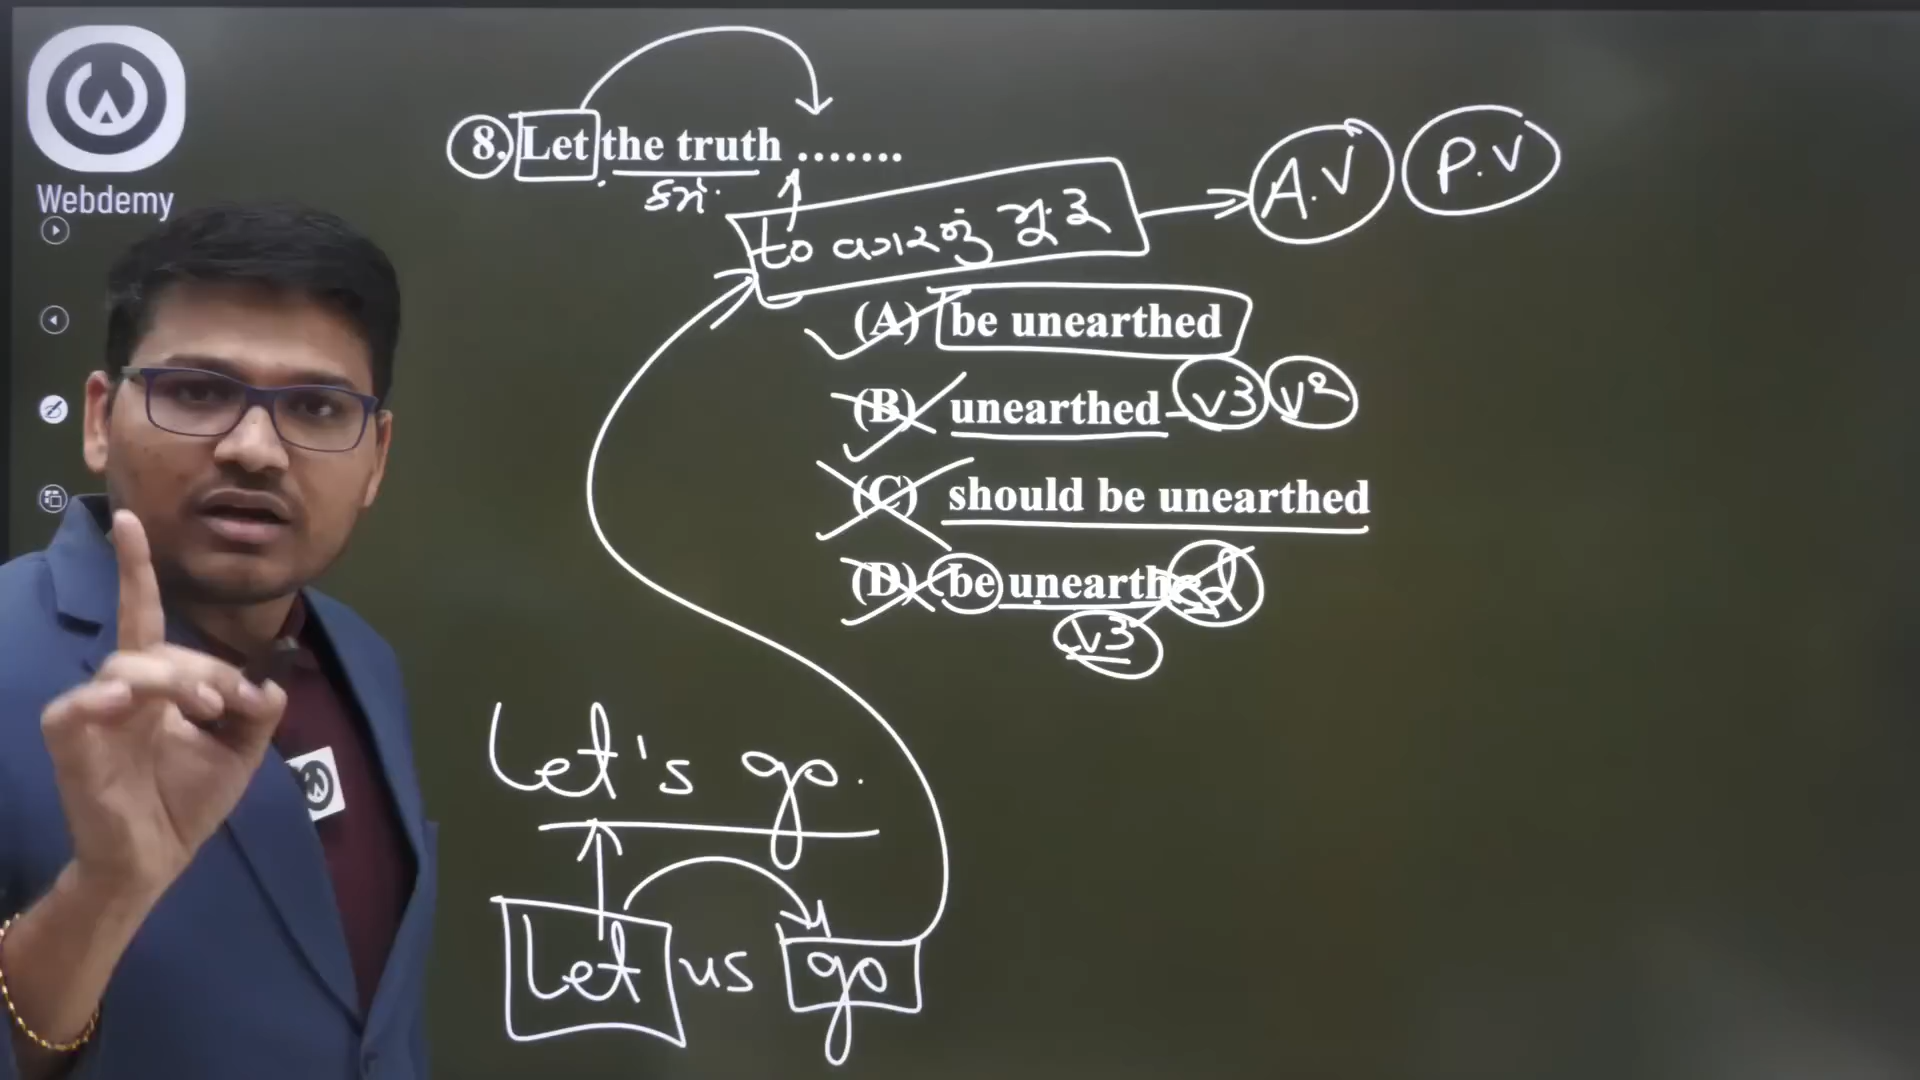 Webdemy
8. Let the truth .......
કર્મ.
to વગરનું મૂ.રૂ
A.V
P.V
(A) be unearthed
(B) unearthed - v3 v2
(C) should be unearthed
(D) be unearth
v3
Let's go.
Let us go